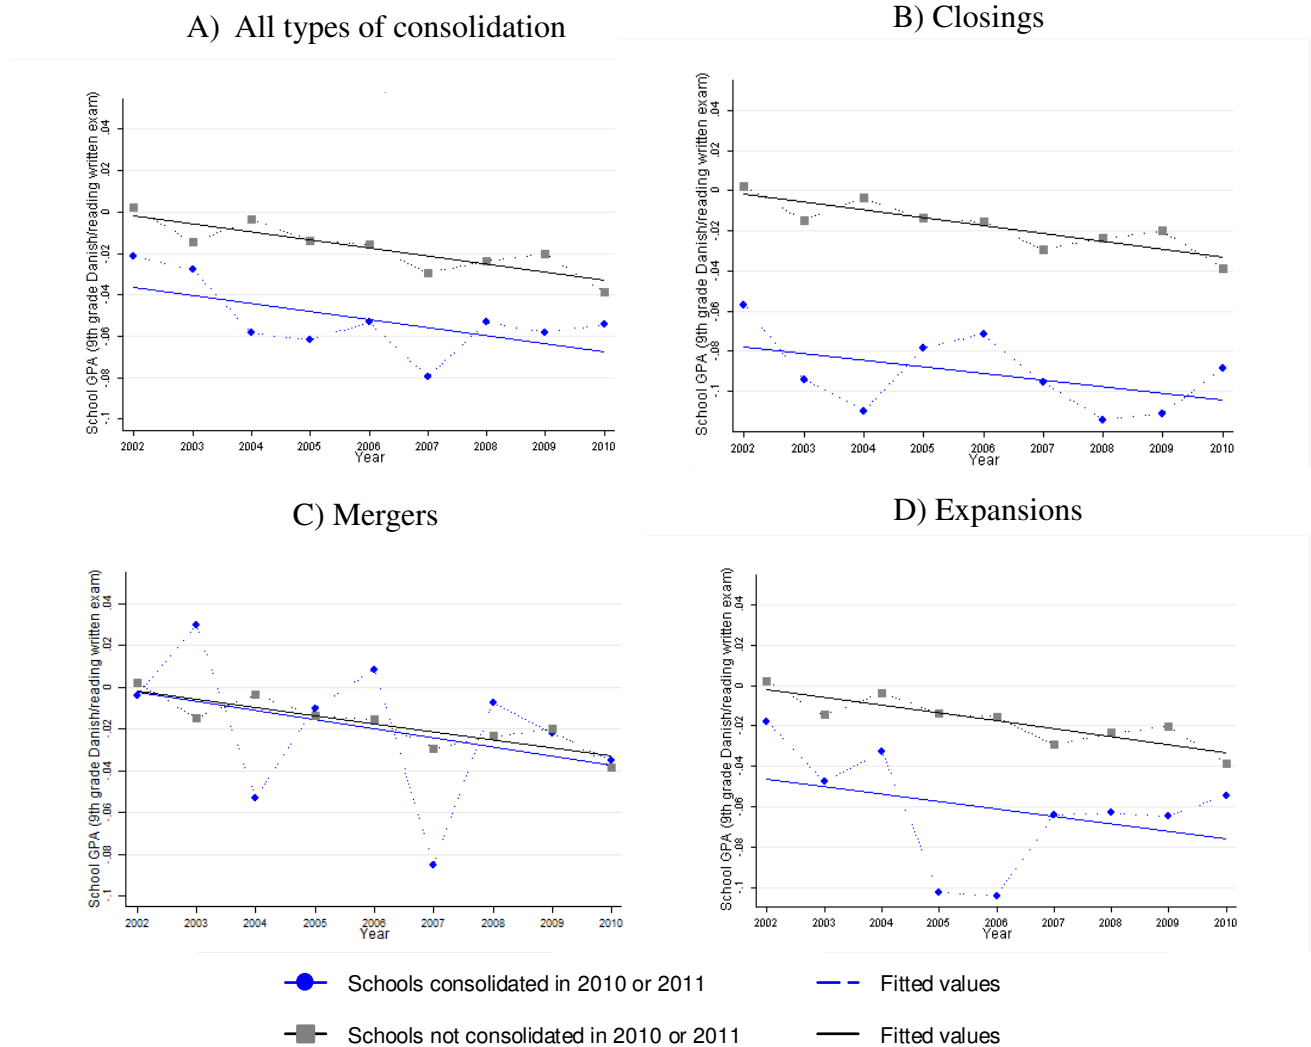 A) All types of consolidation
School GPA (9th grade Danish/reading written exam)
.04
.02
0
-.02
-.04
-.06
-.08
-.1
2002 2003 2004 2005 2006 2007 2008 2009 2010
Year
B) Closings
School GPA (9th grade Danish/reading written exam)
.04
.02
0
-.02
-.04
-.06
-.08
-.1
2002 2003 2004 2005 2006 2007 2008 2009 2010
Year
C) Mergers
School GPA (9th grade Danish/reading written exam)
.04
.02
0
-.02
-.04
-.06
-.08
-.1
2002 2003 2004 2005 2006 2007 2008 2009 2010
Year
D) Expansions
School GPA (9th grade Danish/reading written exam)
.04
.02
0
-.02
-.04
-.06
-.08
-.1
2002 2003 2004 2005 2006 2007 2008 2009 2010
Year
Schools consolidated in 2010 or 2011 Fitted values
Schools not consolidated in 2010 or 2011 Fitted values